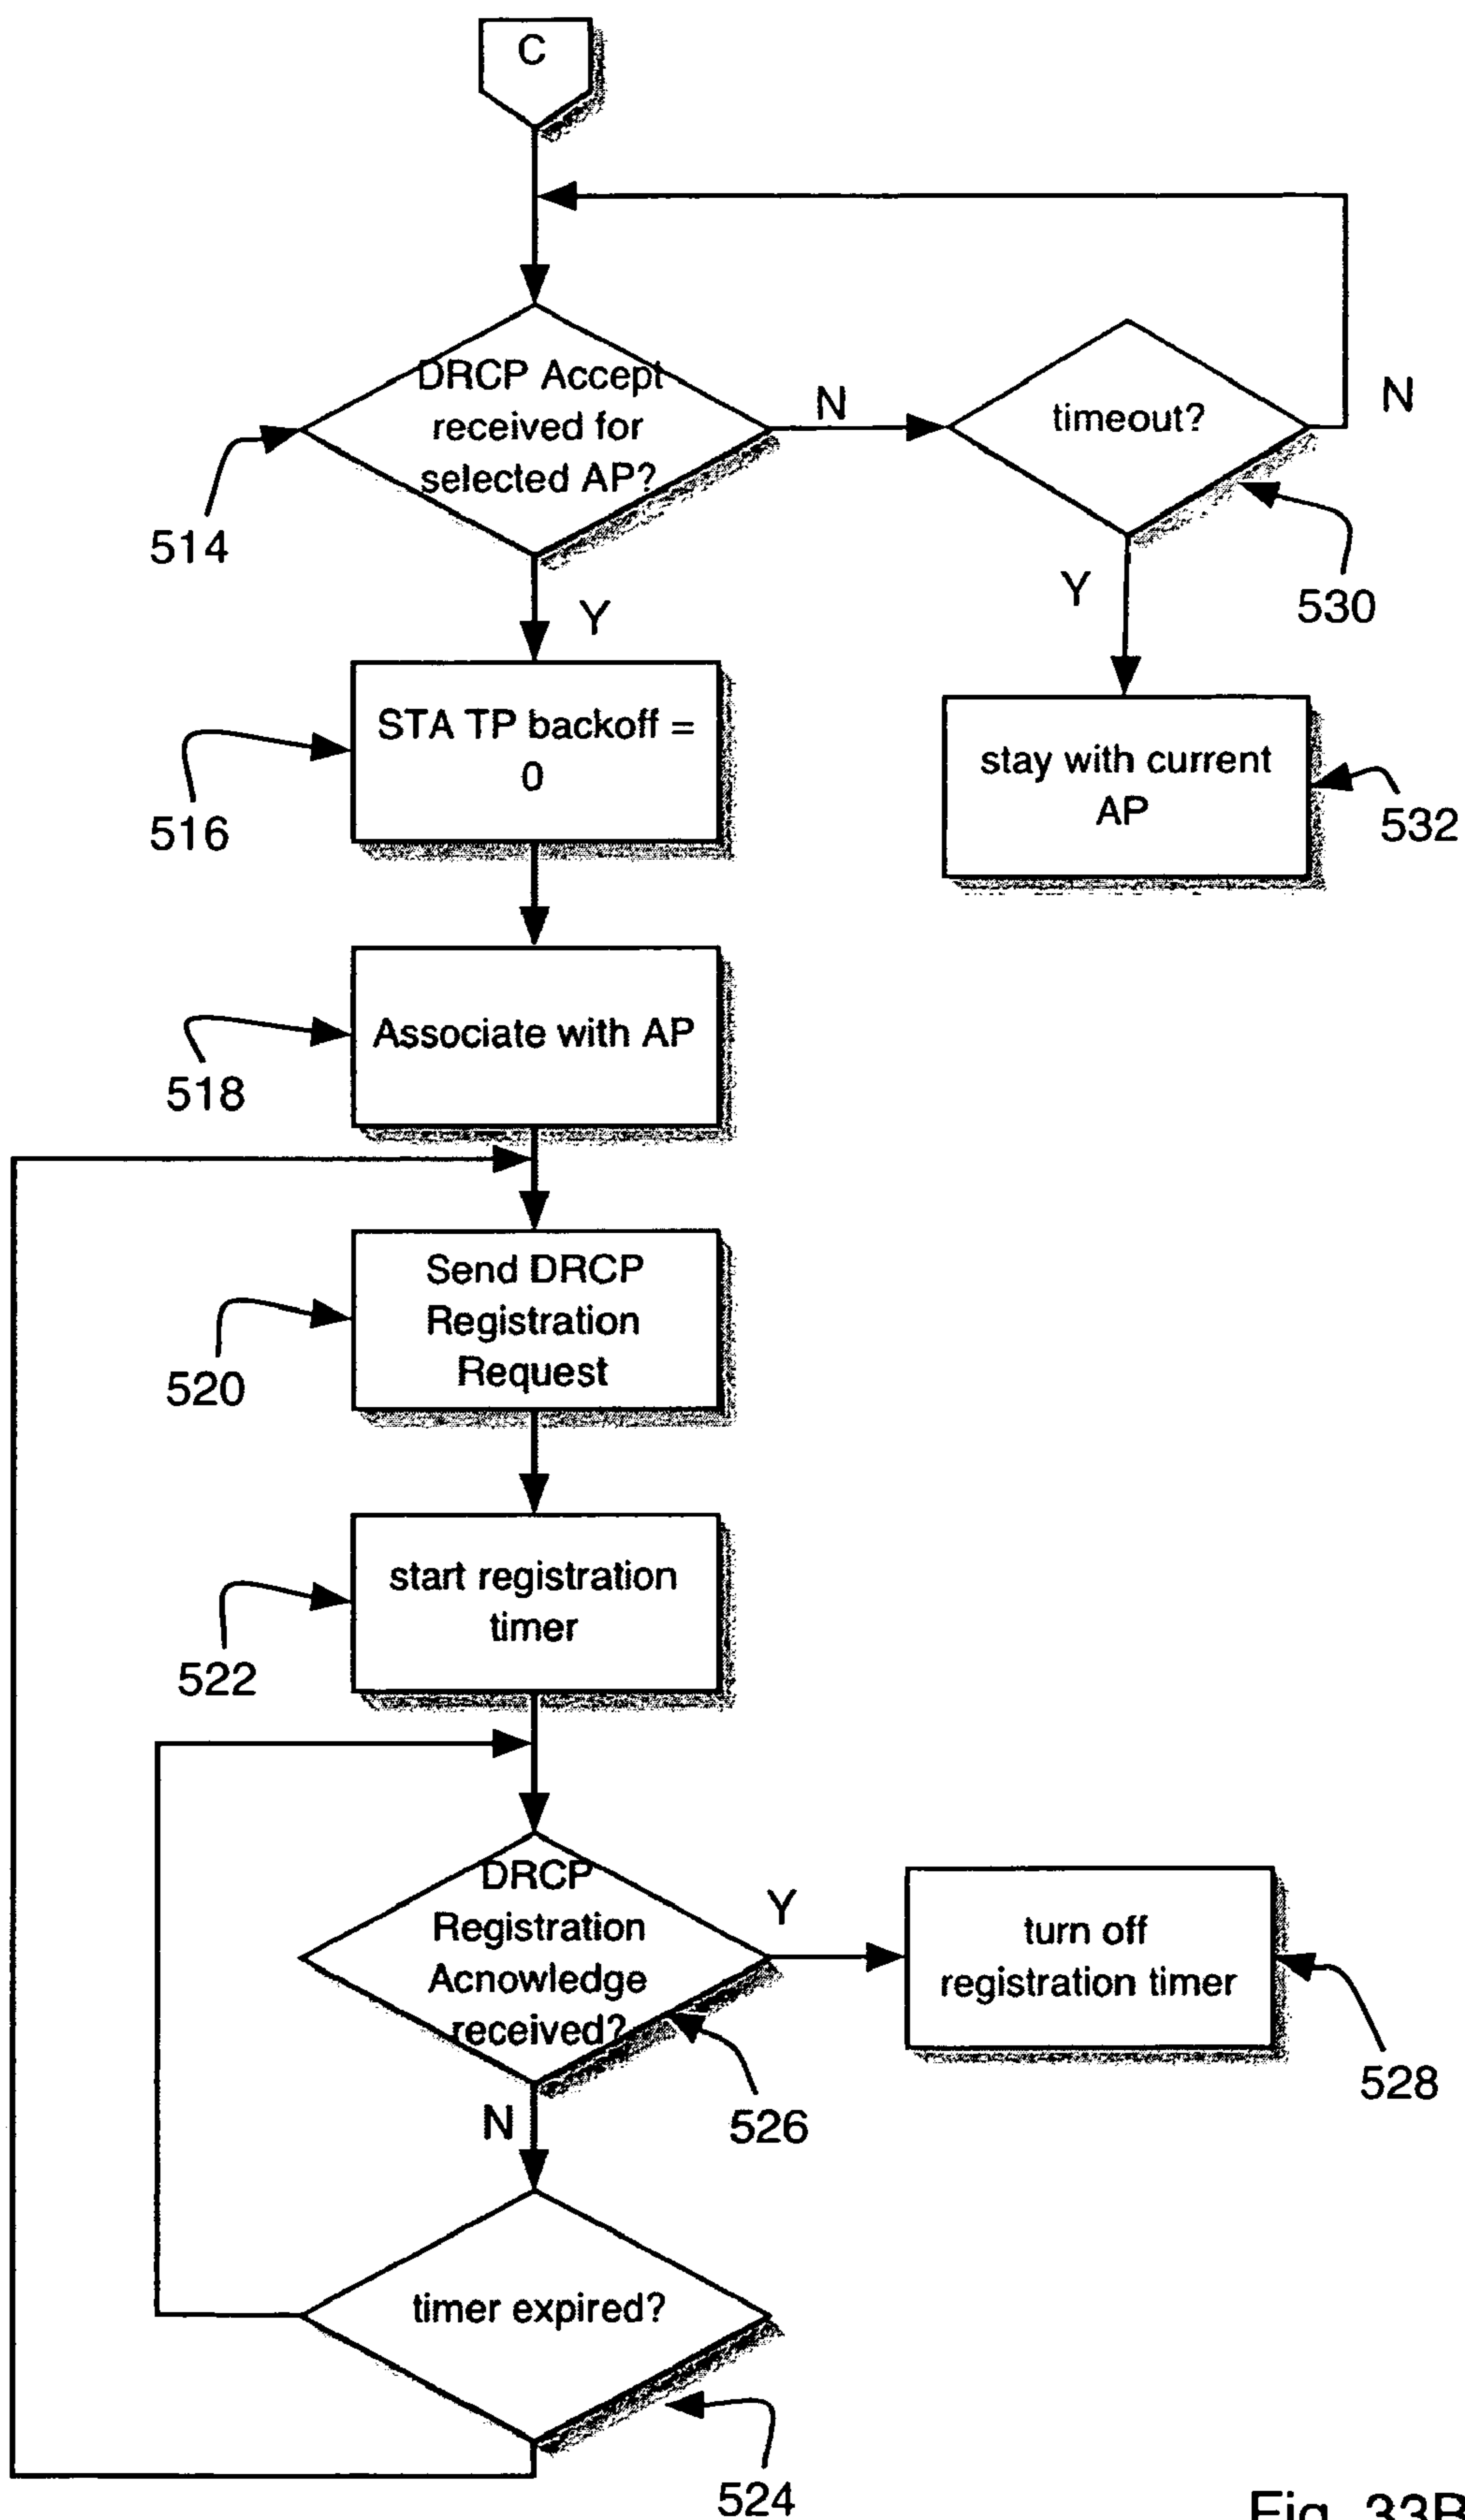 C
DRCP Accept
received for
selected AP?
N
timeout?
N
514
Y
Y
530
STA TP backoff =
0
516
stay with current
AP
532
Associate with AP
518
Send DRCP
Registration
Request
520
start registration
timer
522
DRCP
Registration
Acnowledge
received?
Y
turn off
registration timer
528
N
526
timer expired?
524
Fig. 33B